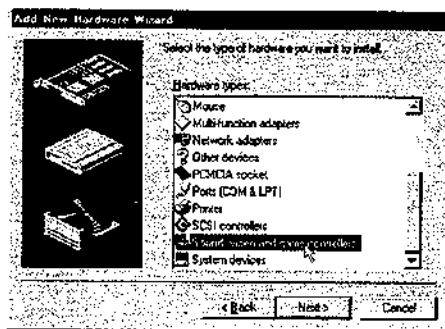 Add New Hardware Wizard
Select the type of hardware you want to install.
Hardware types:
Mouse
Multi-function adapters
Network adapters
Other devices
PCMCIA socket
Ports (COM & LPT)
Printer
SCSI controllers
Sound, video and game controllers
System devices
< Back
Next >
Cancel